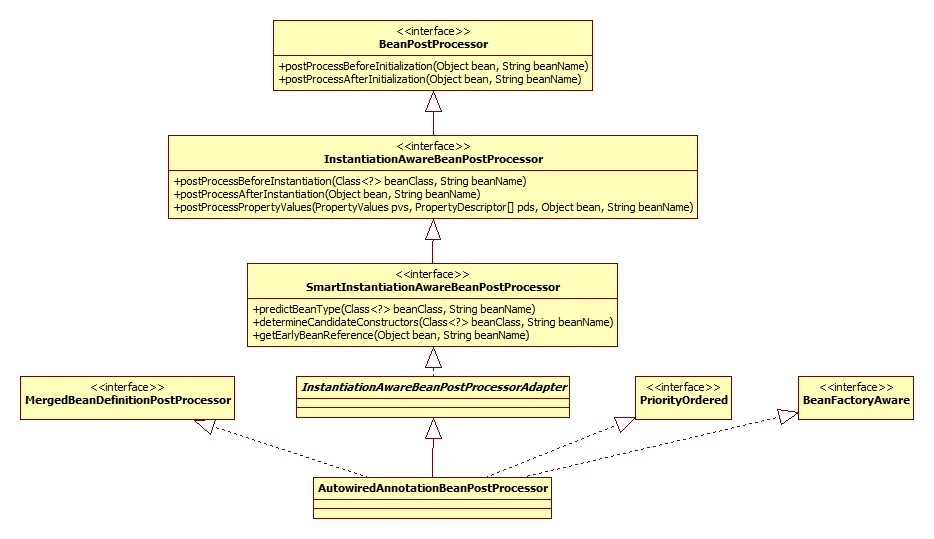 <<interface>>
BeanPostProcessor
+postProcessBeforeInitialization(Object bean, String beanName)
+postProcessAfterInitialization(Object bean, String beanName)
<<interface>>
InstantiationAwareBeanPostProcessor
+postProcessBeforeInstantiation(Class<?> beanClass, String beanName)
+postProcessAfterInstantiation(Object bean, String beanName)
+postProcessPropertyValues(PropertyValues pvs, PropertyDescriptor[] pds, Object bean, String beanName)
<<interface>>
SmartInstantiationAwareBeanPostProcessor
+predictBeanType(Class<?> beanClass, String beanName)
+determineCandidateConstructors(Class<?> beanClass, String beanName)
+getEarlyBeanReference(Object bean, String beanName)
<<interface>>
MergedBeanDefinitionPostProcessor
InstantiationAwareBeanPostProcessorAdapter
<<interface>>
PriorityOrdered
<<interface>>
BeanFactoryAware
AutowiredAnnotationBeanPostProcessor